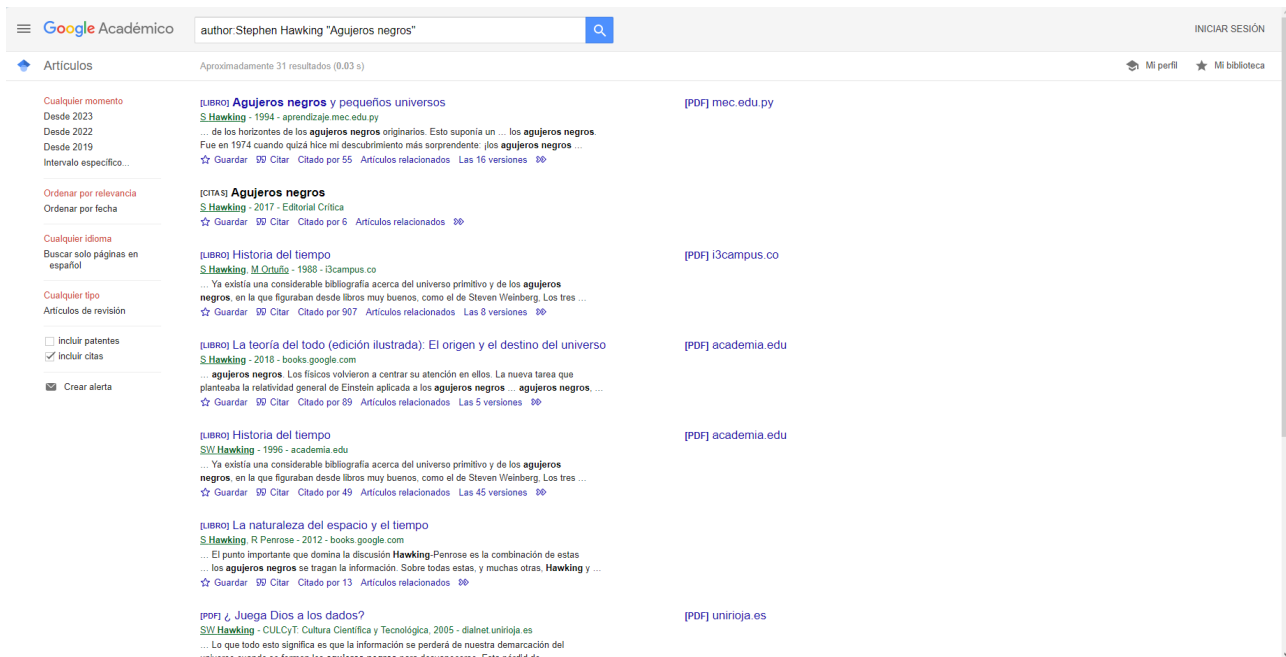 Google Académico
author:Stephen Hawking "Agujeros negros"
INICIAR SESIÓN
Artículos
Aproximadamente 31 resultados (0.03 s)
Mi perfil
Mi biblioteca
Cualquier momento
Desde 2023
Desde 2022
Desde 2019
Intervalo específico...
Ordenar por relevancia
Ordenar por fecha
Cualquier idioma
Buscar solo páginas en
español
Cualquier tipo
Artículos de revisión
incluir patentes
incluir citas
Crear alerta
[LIBRO] Agujeros negros y pequeños universos
S Hawking - 1994 - aprendizaje.mec.edu.py
… de los horizontes de los agujeros negros originarios. Esto suponía un … los agujeros negros.
Fue en 1974 cuando quizá hice mi descubrimiento más sorprendente: ¡los agujeros negros …
Guardar Citar Citado por 55 Artículos relacionados Las 16 versiones
[PDF] mec.edu.py
[CITAS] Agujeros negros
S Hawking - 2017 - Editorial Crítica
Guardar Citar Citado por 6 Artículos relacionados
[LIBRO] Historia del tiempo
S Hawking, M Ortuño - 1988 - i3campus.co
… Ya existía una considerable bibliografía acerca del universo primitivo y de los agujeros
negros, en la que figuraban desde libros muy buenos, como el de Steven Weinberg, Los tres …
Guardar Citar Citado por 907 Artículos relacionados Las 8 versiones
[PDF] i3campus.co
[LIBRO] La teoría del todo (edición ilustrada): El origen y el destino del universo
S Hawking - 2018 - books.google.com
… agujeros negros. Los físicos volvieron a centrar su atención en ellos. La nueva tarea que
planteaba la relatividad general de Einstein aplicada a los agujeros negros … agujeros negros, …
Guardar Citar Citado por 89 Artículos relacionados Las 5 versiones
[PDF] academia.edu
[LIBRO] Historia del tiempo
SW Hawking - 1996 - academia.edu
… Ya existía una considerable bibliografía acerca del universo primitivo y de los agujeros
negros, en la que figuraban desde libros muy buenos, como el de Steven Weinberg, Los tres …
Guardar Citar Citado por 49 Artículos relacionados Las 45 versiones
[PDF] academia.edu
[LIBRO] La naturaleza del espacio y el tiempo
S Hawking, R Penrose - 2012 - books.google.com
… El punto importante que domina la discusión Hawking-Penrose es la combinación de estas
… los agujeros negros se tragan la información. Sobre todas estas, y muchas otras, Hawking y …
Guardar Citar Citado por 13 Artículos relacionados
[PDF] ¿ Juega Dios a los dados?
SW Hawking - CULCyT: Cultura Científica y Tecnológica, 2005 - dialnet.unirioja.es
… Lo que todo esto significa es que la información se perderá de nuestra demarcación del
[PDF] unirioja.es